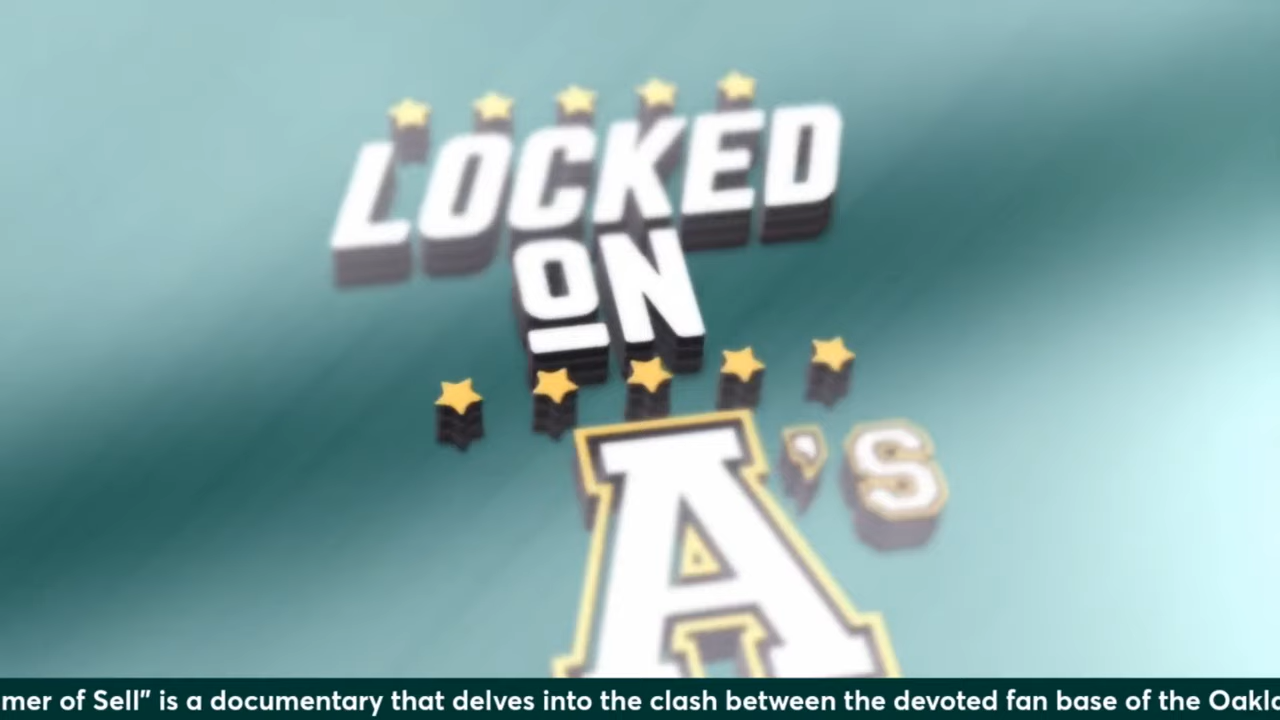 LOCKED
ON
A's
mer of Sell” is a documentary that delves into the clash between the devoted fan base of the Oakla